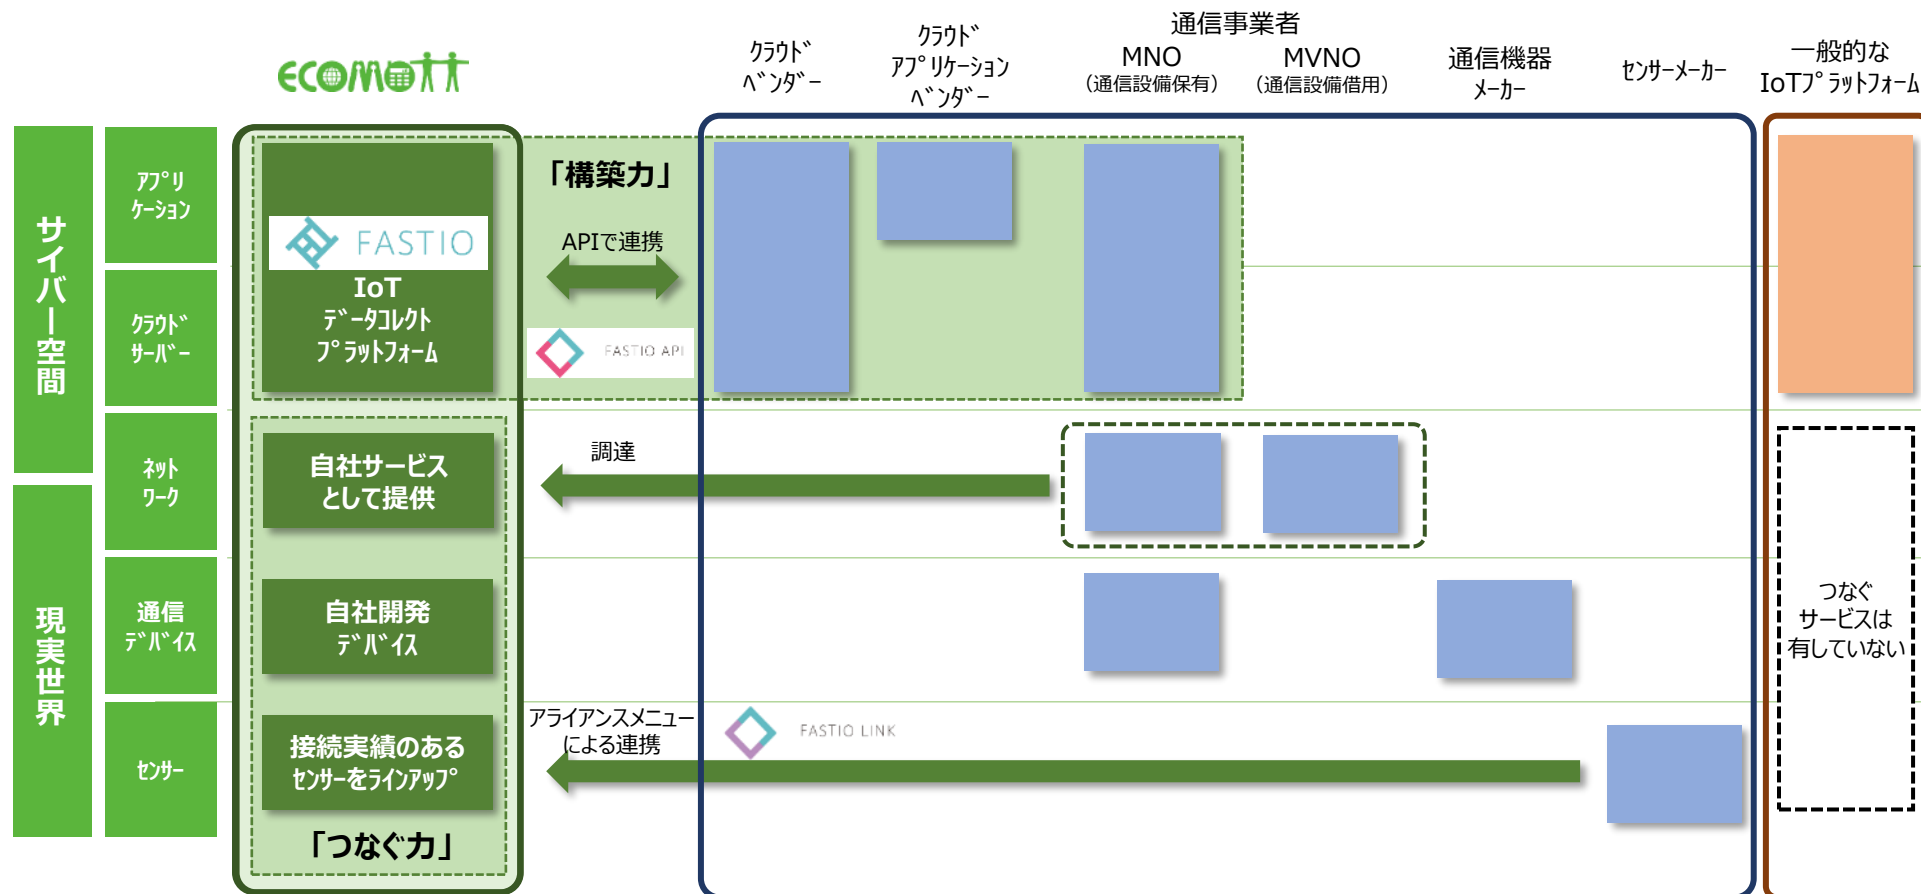 ECOMOTT
クラウド
ベンダー
クラウド
アプリケーション
ベンダー
通信事業者
MNO
（通信設備保有）
MVNO
（通信設備借用）
通信機器
メーカー
センサーメーカー
一般的な
IoTプラットフォーム
サイバー空間
現実世界
アプリ
ケーション
クラウド
サーバー
ネット
ワーク
通信
デバイス
センサー
FASTIO
IoT
データコレクト
プラットフォーム
「構築力」
APIで連携
FASTIO API
自社サービス
として提供
調達
自社開発
デバイス
接続実績のある
センサーをラインアップ
「つなぐ力」
アライアンスメニュー
による連携
FASTIO LINK
つなぐ
サービスは
有していない